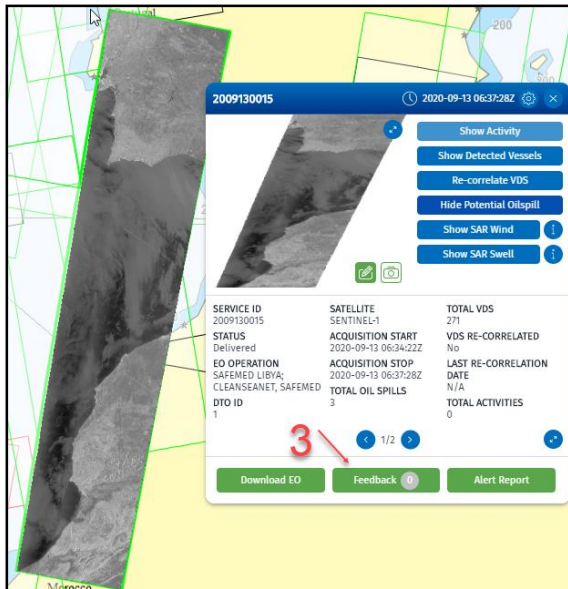 200
2009130015 2020-09-13 06:37:28Z
Show Activity
Show Detected Vessels
Re-correlate VDS
Hide Potential Oilspill
Show SAR Wind
Show SAR Swell
SERVICE ID
2009130015
STATUS
Delivered
EO OPERATION
SAFEMED LIBYA;
CLEANSEANET, SAFEMED
DTO ID
1
SATELLITE
SENTINEL-1
ACQUISITION START
2020-09-13 06:34:22Z
ACQUISITION STOP
2020-09-13 06:37:28Z
TOTAL OIL SPILLS
3
TOTAL VDS
271
VDS RE-CORRELATED
No
LAST RE-CORRELATION
DATE
N/A
TOTAL ACTIVITIES
0
3
1/2
Download EO
Feedback 0
Alert Report
Morocco